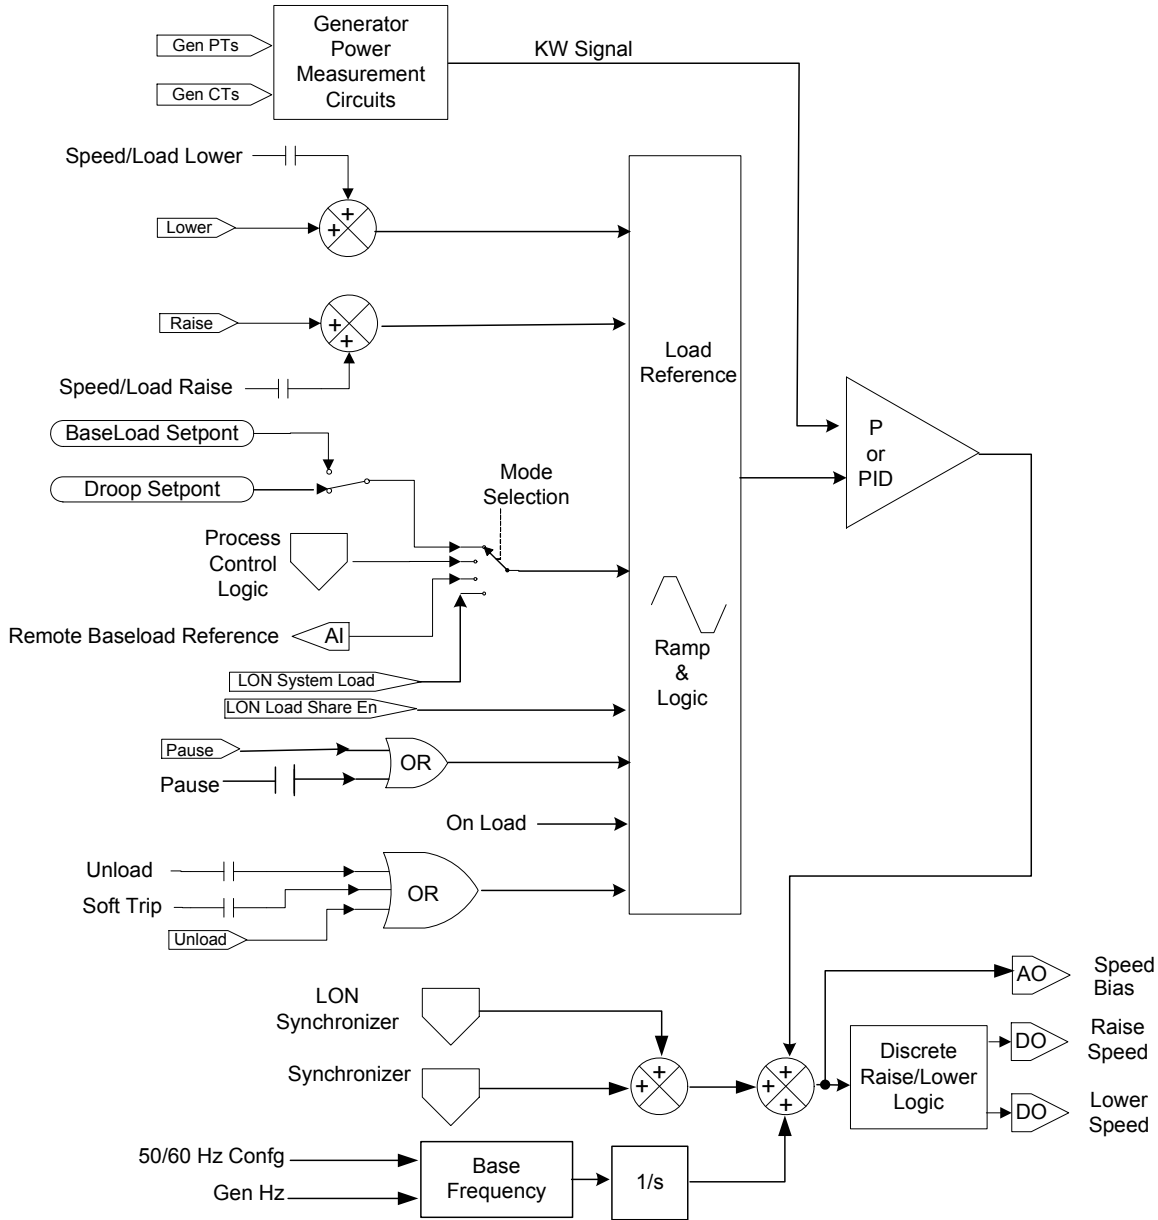 Generator
Power
Measurement
Circuits
Gen PTs
Gen CTs
KW Signal
Speed/Load Lower
+
+
Lower
Raise
+
+
Speed/Load Raise
Load
Reference
BaseLoad Setpont
Droop Setpont
P
or
PID
Mode
Selection
Process
Control
Logic
Remote Baseload Reference
AI
Ramp
&
Logic
LON System Load
LON Load Share En
Pause
OR
Pause
On Load
Unload
OR
Soft Trip
Unload
LON
Synchronizer
Synchronizer
+
+
+
+
+
AO
Speed
Bias
Discrete
Raise/Lower
Logic
DO
Raise
Speed
DO
Lower
Speed
50/60 Hz Confg
Gen Hz
Base
Frequency
1/s